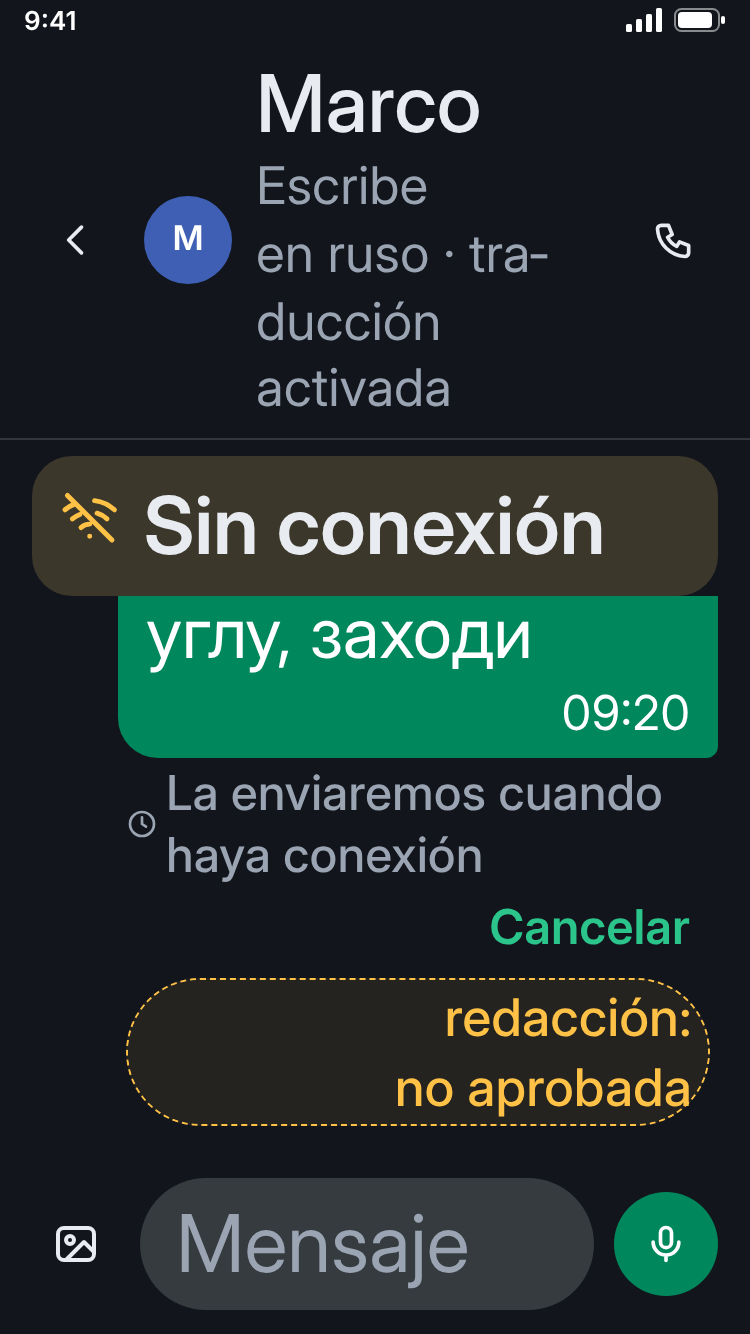 9:41
Marco
M
Escribe
en ruso · tra-
ducción
activada
Sin conexión
углу, заходи
09:20
La enviaremos cuando
haya conexión
Cancelar
redacción:
no aprobada
Mensaje